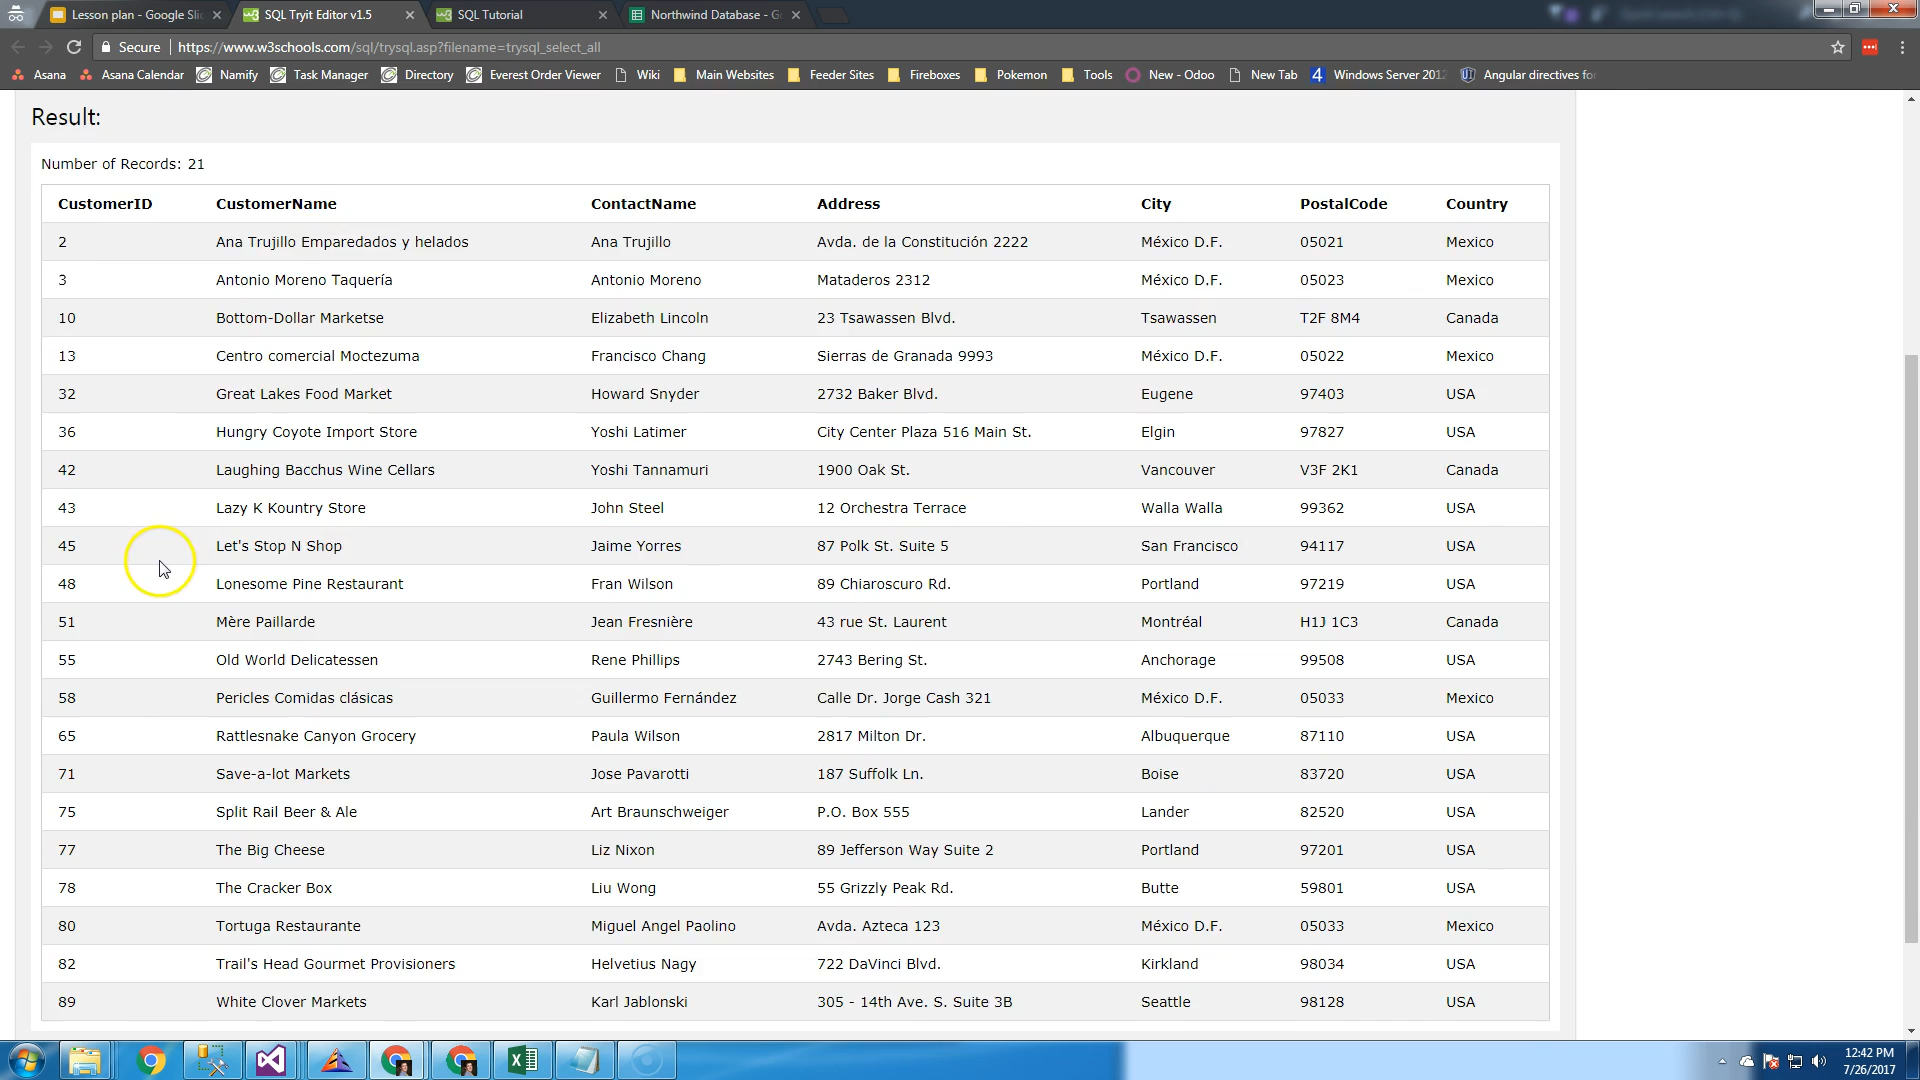 Lesson plan - Google Slic
SQL Tryit Editor v1.5
SQL Tutorial
Northwind Database - G
Secure
https://www.w3schools.com/sql/trysql.asp?filename=trysql_select_all
Asana
Asana Calendar
Namify
Task Manager
Directory
Everest Order Viewer
Wiki
Main Websites
Feeder Sites
Fireboxes
Pokemon
Tools
New - Odoo
New Tab
4 Windows Server 2012
Angular directives fo
Result:
Number of Records: 21
CustomerID CustomerName ContactName Address City PostalCode Country
2 Ana Trujillo Emparedados y helados Ana Trujillo Avda. de la Constitución 2222 México D.F. 05021 Mexico
3 Antonio Moreno Taquería Antonio Moreno Mataderos 2312 México D.F. 05023 Mexico
10 Bottom-Dollar Marketse Elizabeth Lincoln 23 Tsawassen Blvd. Tsawassen T2F 8M4 Canada
13 Centro comercial Moctezuma Francisco Chang Sierras de Granada 9993 México D.F. 05022 Mexico
32 Great Lakes Food Market Howard Snyder 2732 Baker Blvd. Eugene 97403 USA
36 Hungry Coyote Import Store Yoshi Latimer City Center Plaza 516 Main St. Elgin 97827 USA
42 Laughing Bacchus Wine Cellars Yoshi Tannamuri 1900 Oak St. Vancouver V3F 2K1 Canada
43 Lazy K Kountry Store John Steel 12 Orchestra Terrace Walla Walla 99362 USA
45 Let's Stop N Shop Jaime Yorres 87 Polk St. Suite 5 San Francisco 94117 USA
48 Lonesome Pine Restaurant Fran Wilson 89 Chiaroscuro Rd. Portland 97219 USA
51 Mère Paillarde Jean Fresnière 43 rue St. Laurent Montréal H1J 1C3 Canada
55 Old World Delicatessen Rene Phillips 2743 Bering St. Anchorage 99508 USA
58 Pericles Comidas clásicas Guillermo Fernández Calle Dr. Jorge Cash 321 México D.F. 05033 Mexico
65 Rattlesnake Canyon Grocery Paula Wilson 2817 Milton Dr. Albuquerque 87110 USA
71 Save-a-lot Markets Jose Pavarotti 187 Suffolk Ln. Boise 83720 USA
75 Split Rail Beer & Ale Art Braunschweiger P.O. Box 555 Lander 82520 USA
77 The Big Cheese Liz Nixon 89 Jefferson Way Suite 2 Portland 97201 USA
78 The Cracker Box Liu Wong 55 Grizzly Peak Rd. Butte 59801 USA
80 Tortuga Restaurante Miguel Angel Paolino Avda. Azteca 123 México D.F. 05033 Mexico
82 Trail's Head Gourmet Provisioners Helvetius Nagy 722 DaVinci Blvd. Kirkland 98034 USA
89 White Clover Markets Karl Jablonski 305 - 14th Ave. S. Suite 3B Seattle 98128 USA
12:42 PM
7/26/2017